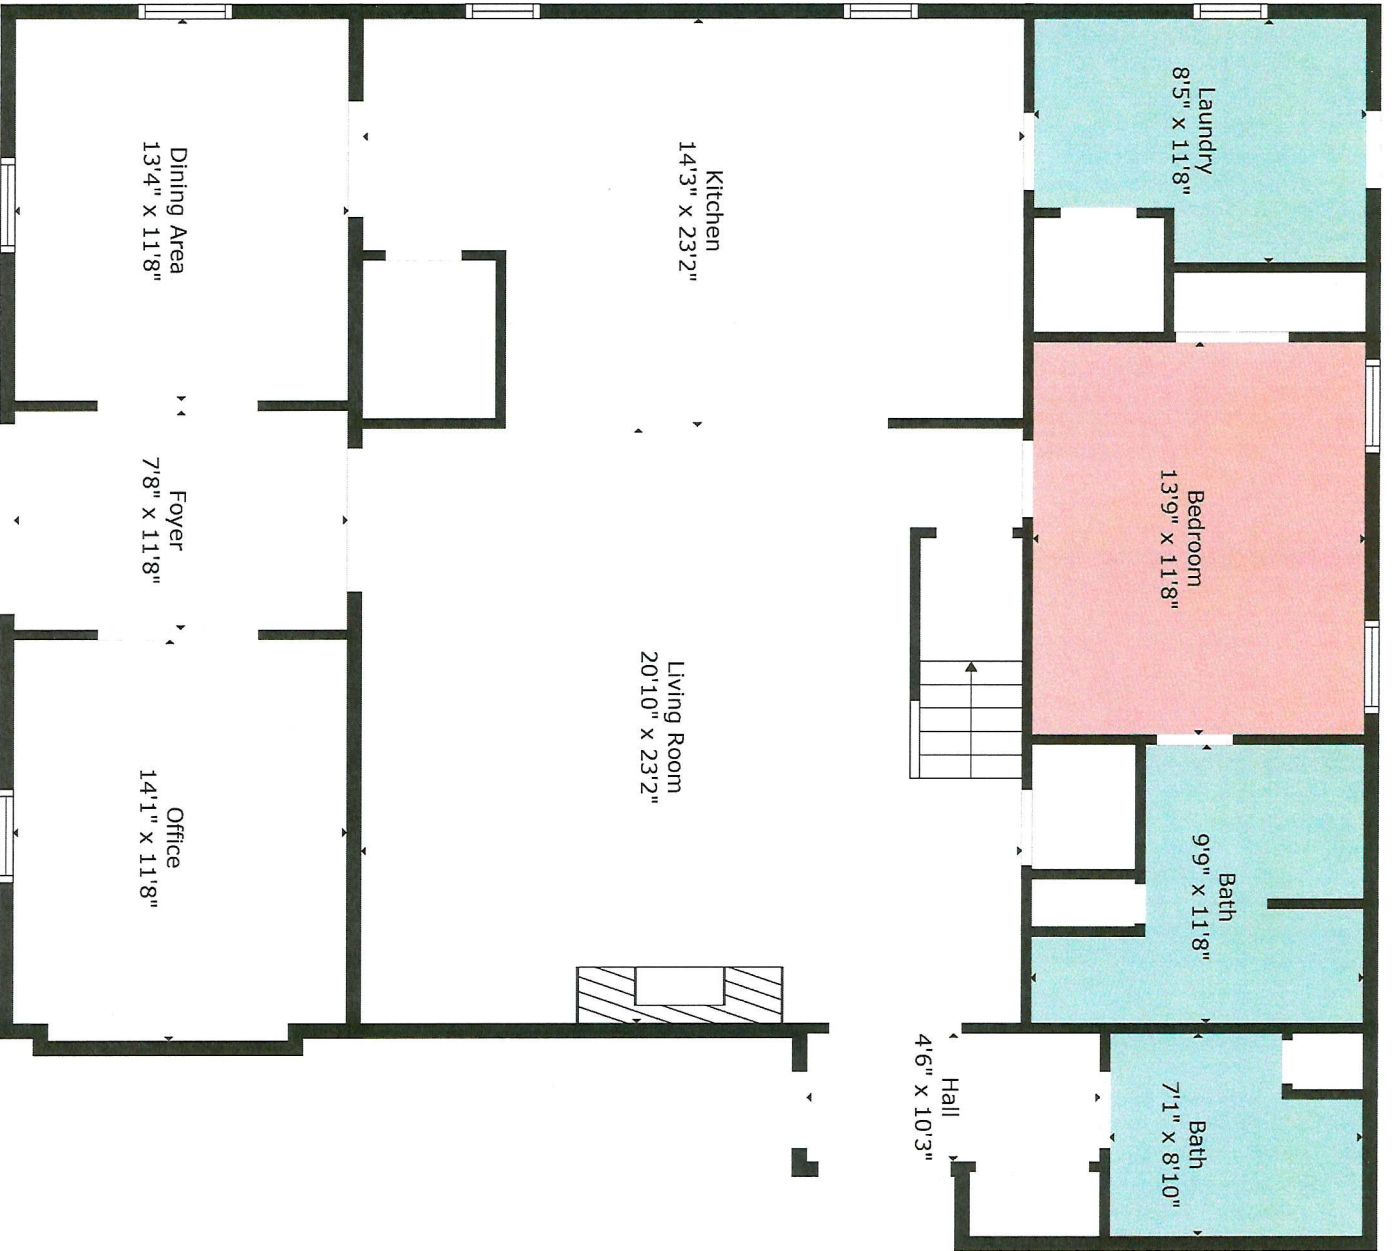 Laundry
8'5" x 11'8"
Kitchen
14'3" x 23'2"
Dining Area
13'4" x 11'8"
Bedroom
13'9" x 11'8"
Foyer
7'8" x 11'8"
Living Room
20'10" x 23'2"
Office
14'1" x 11'8"
Bath
9'9" x 11'8"
Hall
4'6" x 10'3"
Bath
7'1" x 8'10"